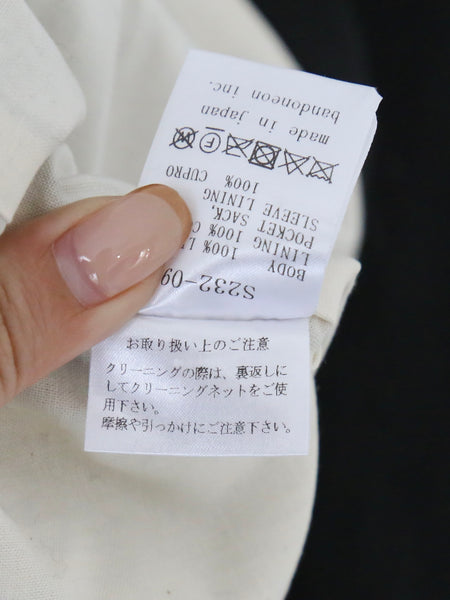 S232-09
BODY
100% LI
LINING 100% C
POCKET SACK,
SLEEVE LINING
100% CUPRO
made in japan
bandoneon inc.
お取り扱い上のご注意
クリーニングの際は、裏返しに
してクリーニングネットをご使
用下さい。
摩擦や引っかけにご注意下さい。